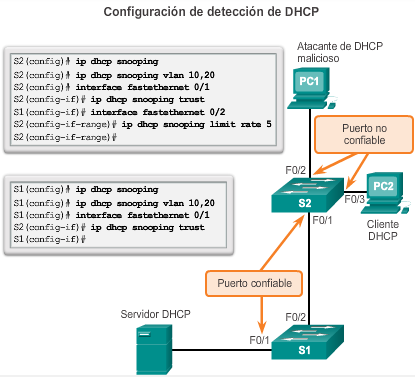 Configuración de detección de DHCP
S2(config)# ip dhcp snooping
S2(config)# ip dhcp snooping vlan 10,20
S2(config)# interface fastethernet 0/1
S2(config-if)# ip dhcp snooping trust
S1(config-if)# interface fastethernet 0/2
S2(config-if-range)# ip dhcp snooping limit rate 5
S2(config-if-range)#
Atacante de DHCP
malicioso
PC1
Puerto no
confiable
F0/2
PC2
S2
F0/3
F0/1
Cliente
DHCP
S1(config)# ip dhcp snooping
S1(config)# ip dhcp snooping vlan 10,20
S1(config)# interface fastethernet 0/1
S2(config-if)# ip dhcp snooping trust
S1(config-if)#
Puerto confiable
Servidor DHCP
F0/2
F0/1
S1